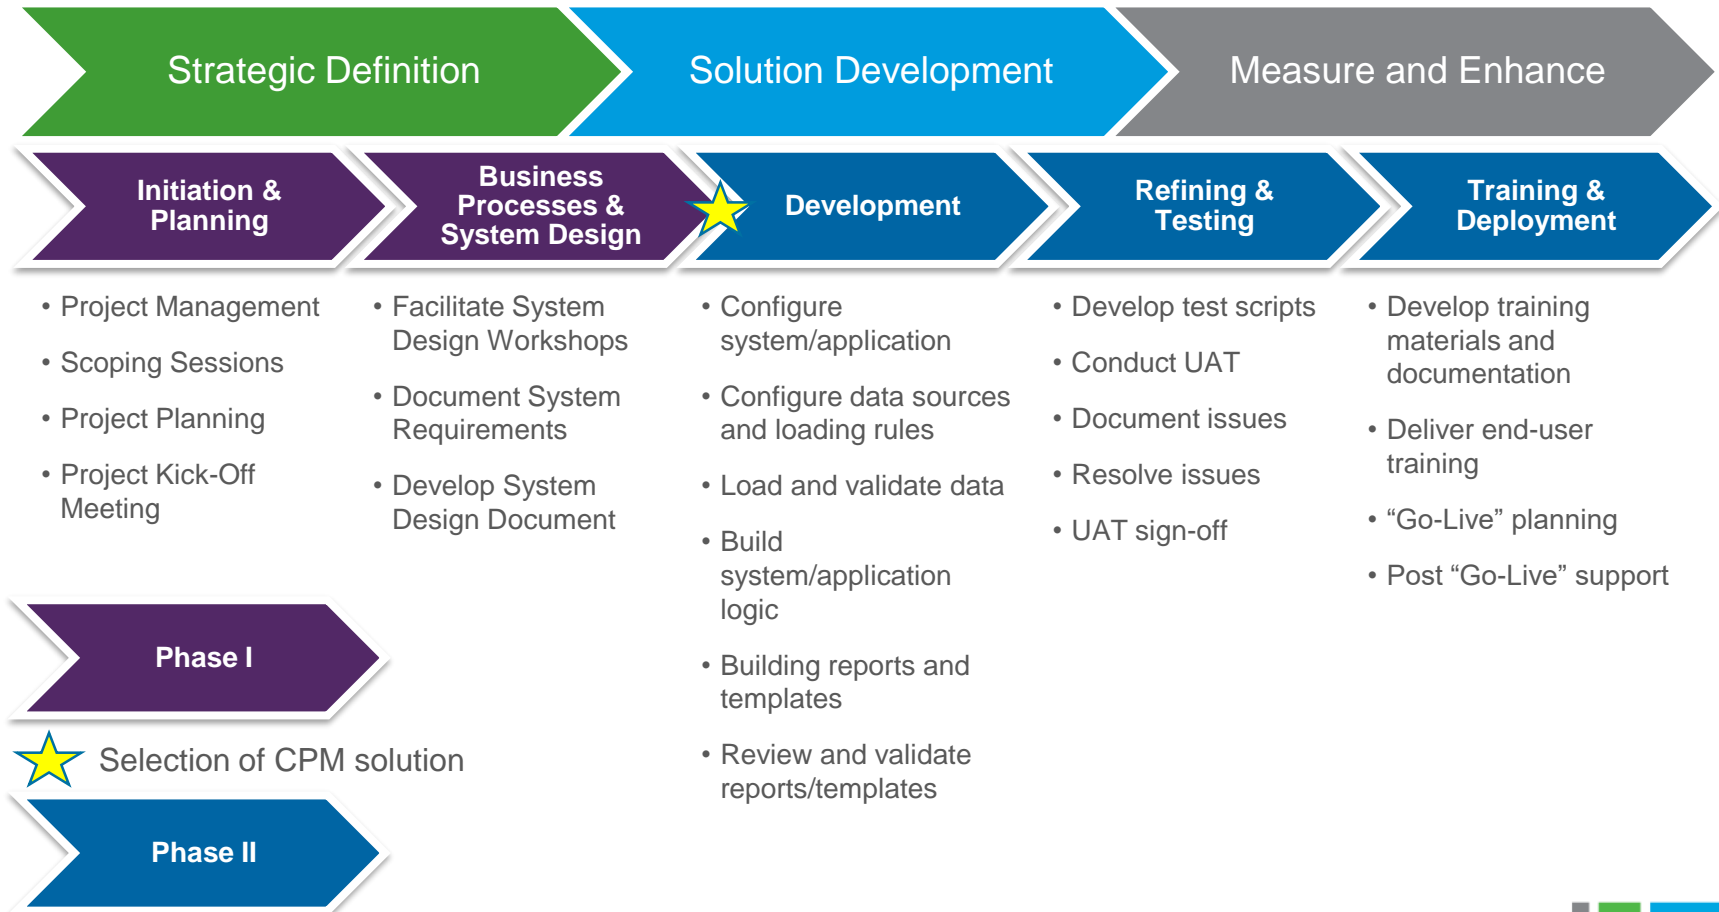 Strategic Definition
Solution Development
Measure and Enhance
Initiation &
Planning
Business
Processes &
System Design
Development
Refining &
Testing
Training &
Deployment
• Project Management
• Scoping Sessions
• Project Planning
• Project Kick-Off
Meeting
• Facilitate System
Design Workshops
• Document System
Requirements
• Develop System
Design Document
• Configure
system/application
• Configure data sources
and loading rules
• Load and validate data
• Build
system/application
logic
• Building reports and
templates
• Review and validate
reports/templates
• Develop test scripts
• Conduct UAT
• Document issues
• Resolve issues
• UAT sign-off
• Develop training
materials and
documentation
• Deliver end-user
training
• “Go-Live” planning
• Post “Go-Live” support
Phase I
Selection of CPM solution
Phase II